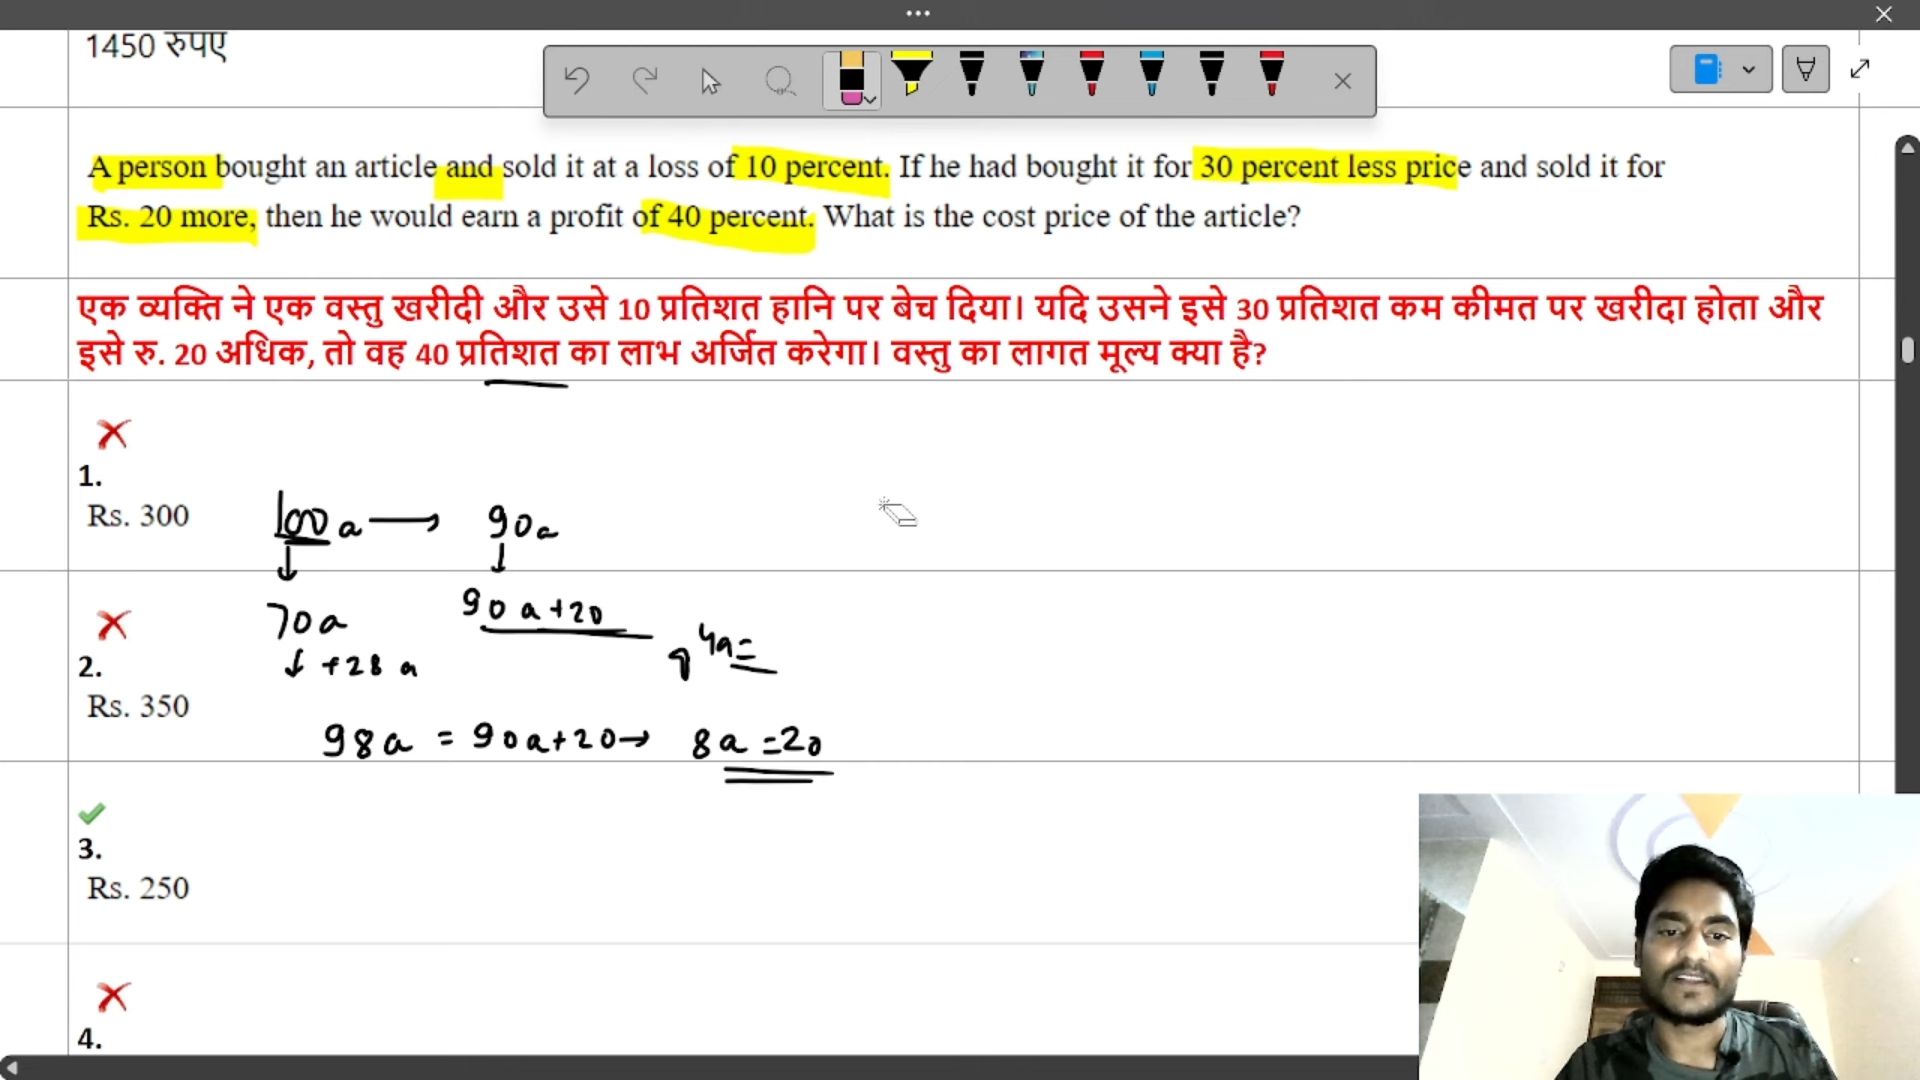 1450 रुपए
A person bought an article and sold it at a loss of 10 percent. If he had bought it for 30 percent less price and sold it for
Rs. 20 more, then he would earn a profit of 40 percent. What is the cost price of the article?
एक व्यक्ति ने एक वस्तु खरीदी और उसे 10 प्रतिशत हानि पर बेच दिया। यदि उसने इसे 30 प्रतिशत कम कीमत पर खरीदा होता और
इसे रु. 20 अधिक, तो वह 40 प्रतिशत का लाभ अर्जित करेगा। वस्तु का लागत मूल्य क्या है?
1.
Rs. 300
100a → 90a
70a 90a+20
+28a
2.
Rs. 350
98a = 90a+20→ 8a=20
3.
Rs. 250
4.